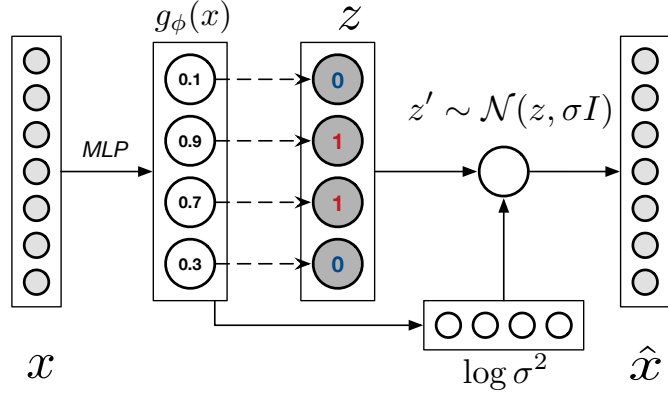 g_ϕ(x)
z
0.1
0
z′ ∼ 𝒩(z, σI)
0.9
1
MLP
0.7
1
0.3
0
x
log σ²
x̂